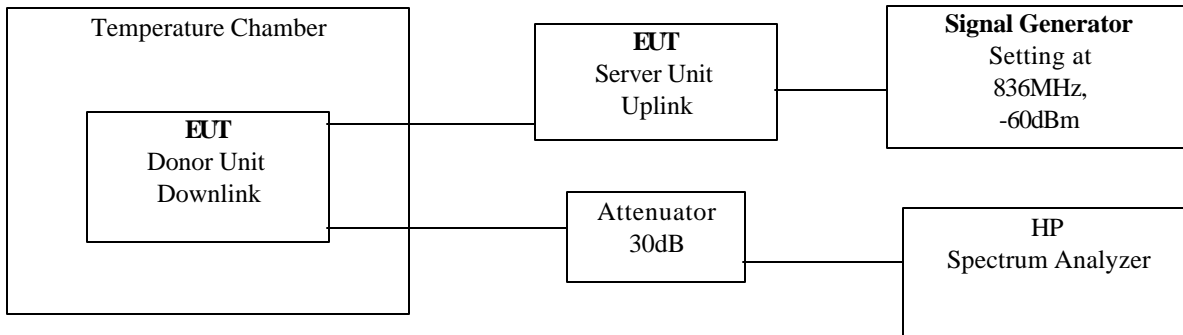 Temperature Chamber
EUT
Donor Unit
Downlink
EUT
Server Unit
Uplink
Signal Generator
Setting at
836MHz,
-60dBm
Attenuator
30dB
HP
Spectrum Analyzer